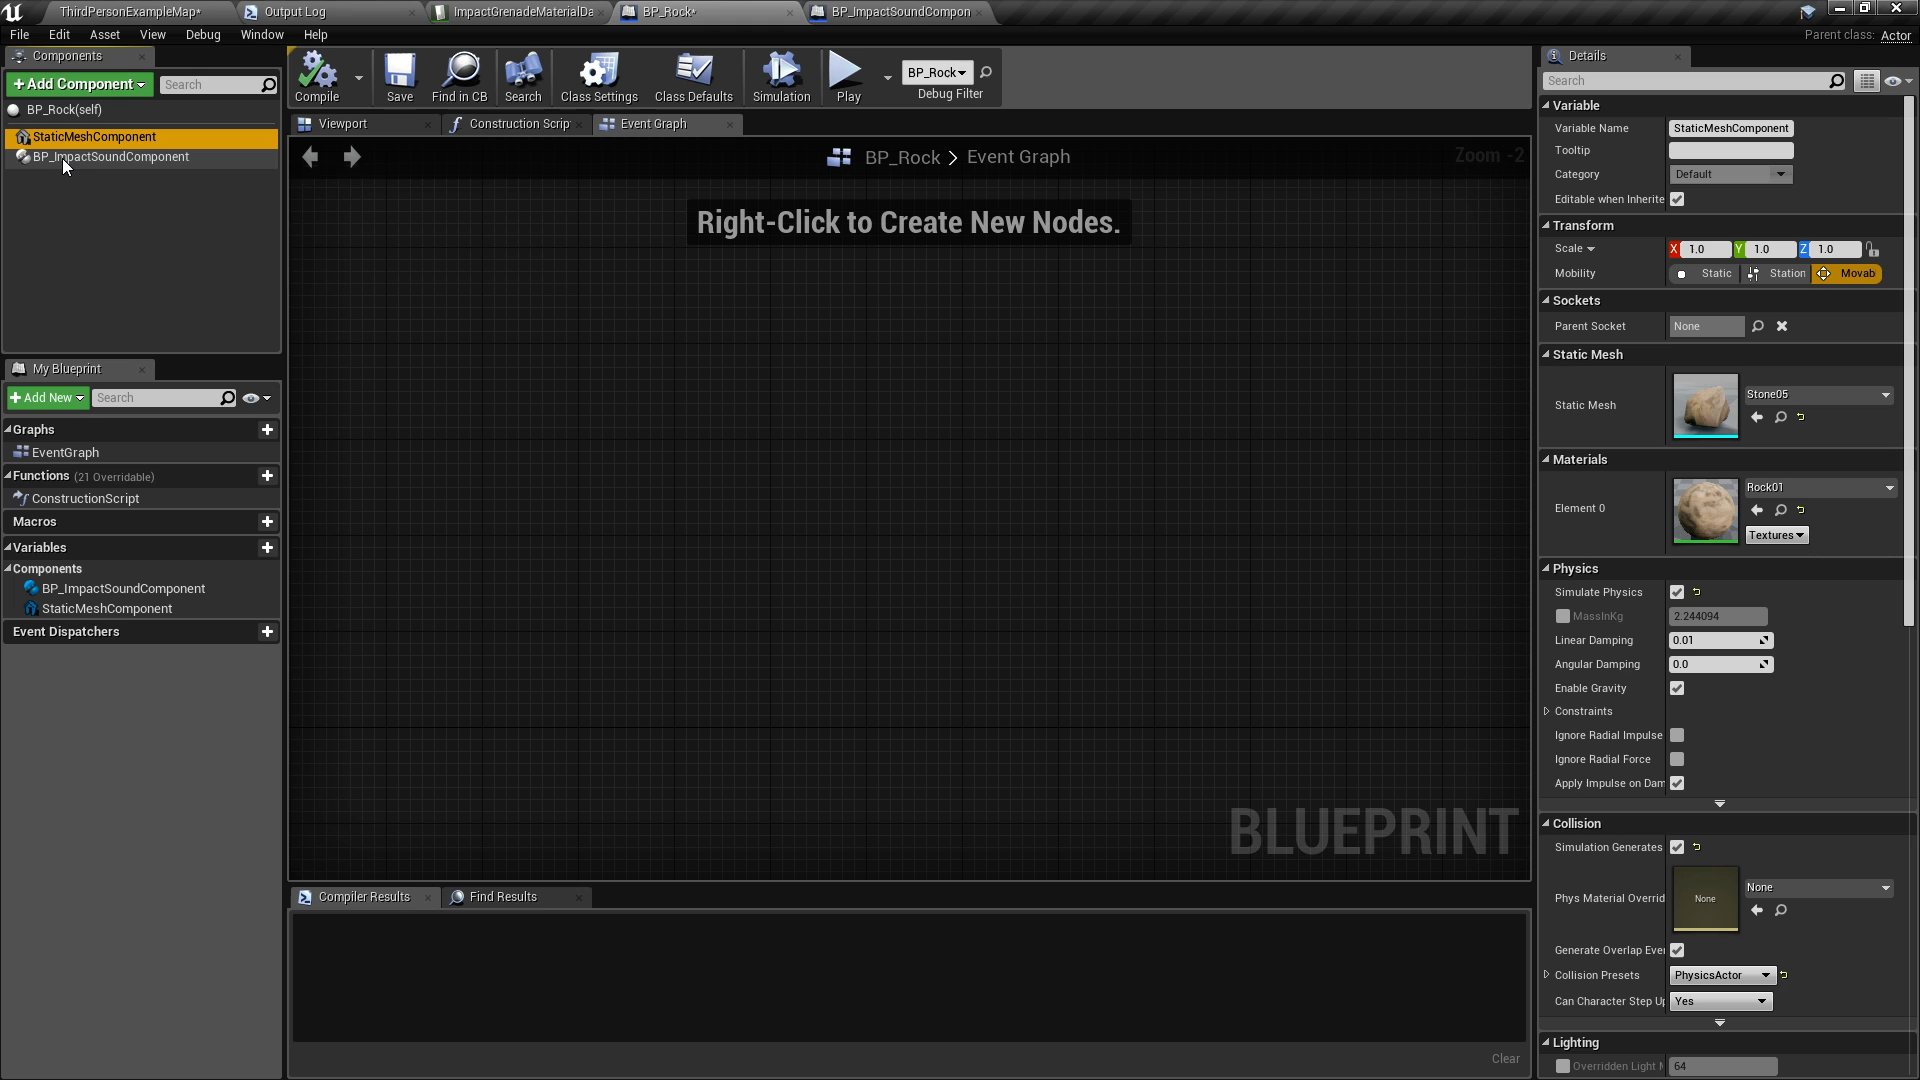 ThirdPersonExampleMap*
Output Log
ImpactGrenadeMaterialDa
BP_Rock*
BP_ImpactSoundCompon
File Edit Asset View Debug Window Help
Parent class: Actor
Components
+Add Component
Search
BP_Rock(self)
StaticMeshComponent
BP_ImpactSoundComponent
My Blueprint
+Add New
Search
Graphs
EventGraph
Functions (21 Overridable)
ConstructionScript
Macros
Variables
Components
BP_ImpactSoundComponent
StaticMeshComponent
Event Dispatchers
Compile
Save
Find in CB
Search
Class Settings
Class Defaults
Simulation
Play
BP_Rock
Debug Filter
Viewport
Construction Scrip
Event Graph
BP_Rock > Event Graph
Zoom -2
Right-Click to Create New Nodes.
BLUEPRINT
Compiler Results
Find Results
Clear
Details
Search
Variable
Variable Name StaticMeshComponent
Tooltip
Category Default
Editable when Inherite
Transform
Scale X 1.0 Y 1.0 Z 1.0
Mobility Static Station Movab
Sockets
Parent Socket None
Static Mesh
Static Mesh Stone05
Materials
Element 0 Rock01
Textures
Physics
Simulate Physics
MassInKg 2.244094
Linear Damping 0.01
Angular Damping 0.0
Enable Gravity
Constraints
Ignore Radial Impulse
Ignore Radial Force
Apply Impulse on Dam
Collision
Simulation Generates
Phys Material Overrid None None
Generate Overlap Ever
Collision Presets PhysicsActor
Can Character Step Up Yes
Lighting
Overridden Light M 64